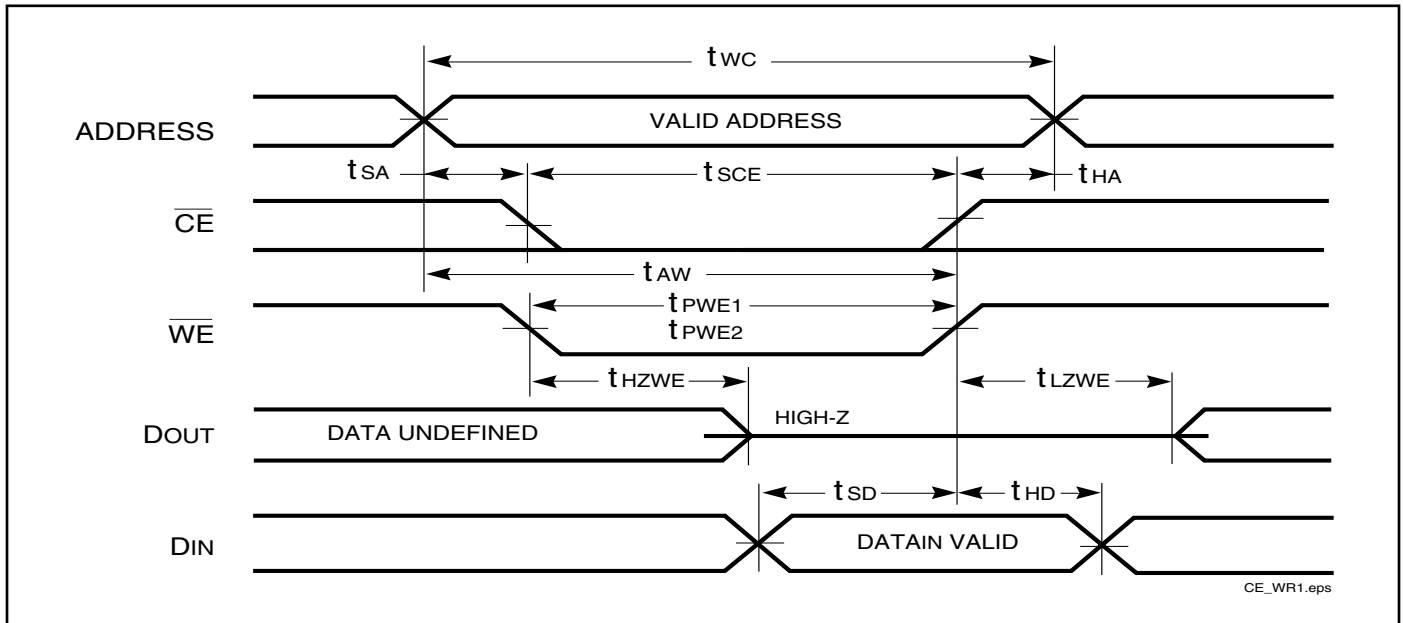 tWC
ADDRESS
VALID ADDRESS
tSA
tSCE
tHA
CE
tAW
tPWE1
WE
tPWE2
tHZWE
tLZWE
HIGH-Z
DOUT
DATA UNDEFINED
tSD
tHD
DIN
DATAIN VALID
CE_WR1.eps